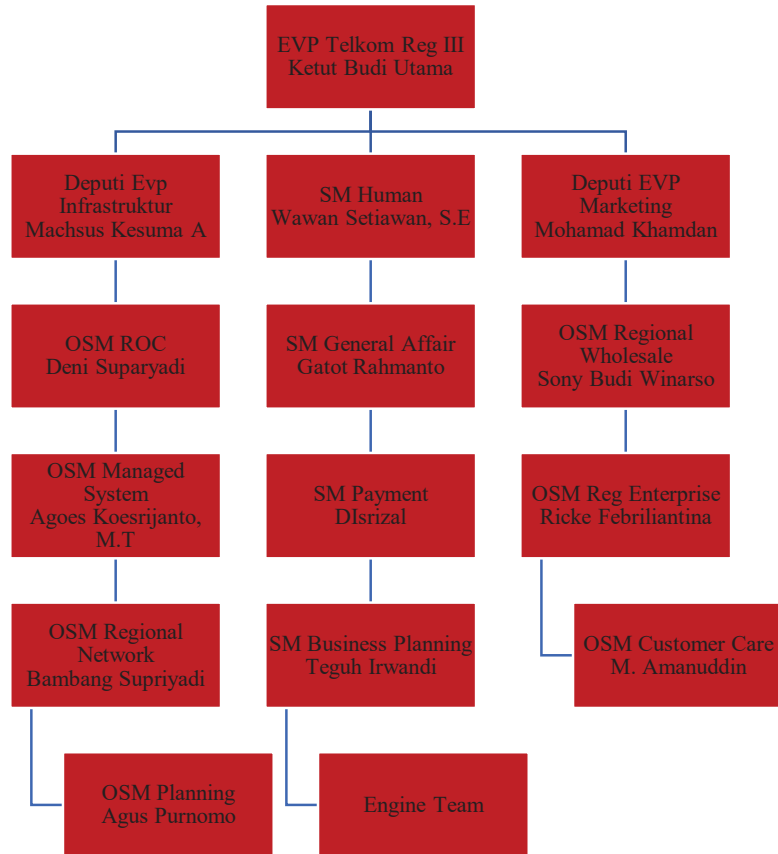 EVP Telkom Reg III
Ketut Budi Utama
Deputi Evp
Infrastruktur
Machsus Kesuma A
SM Human
Wawan Setiawan, S.E
Deputi EVP
Marketing
Mohamad Khamdan
OSM ROC
Deni Suparyadi
SM General Affair
Gatot Rahmanto
OSM Regional
Wholesale
Sony Budi Winarso
OSM Managed
System
Agoes Koesrijanto,
M.T
SM Payment
DIsrizal
OSM Reg Enterprise
Ricke Febriliantina
OSM Regional
Network
Bambang Supriyadi
SM Business Planning
Teguh Irwandi
OSM Customer Care
M. Amanuddin
OSM Planning
Agus Purnomo
Engine Team